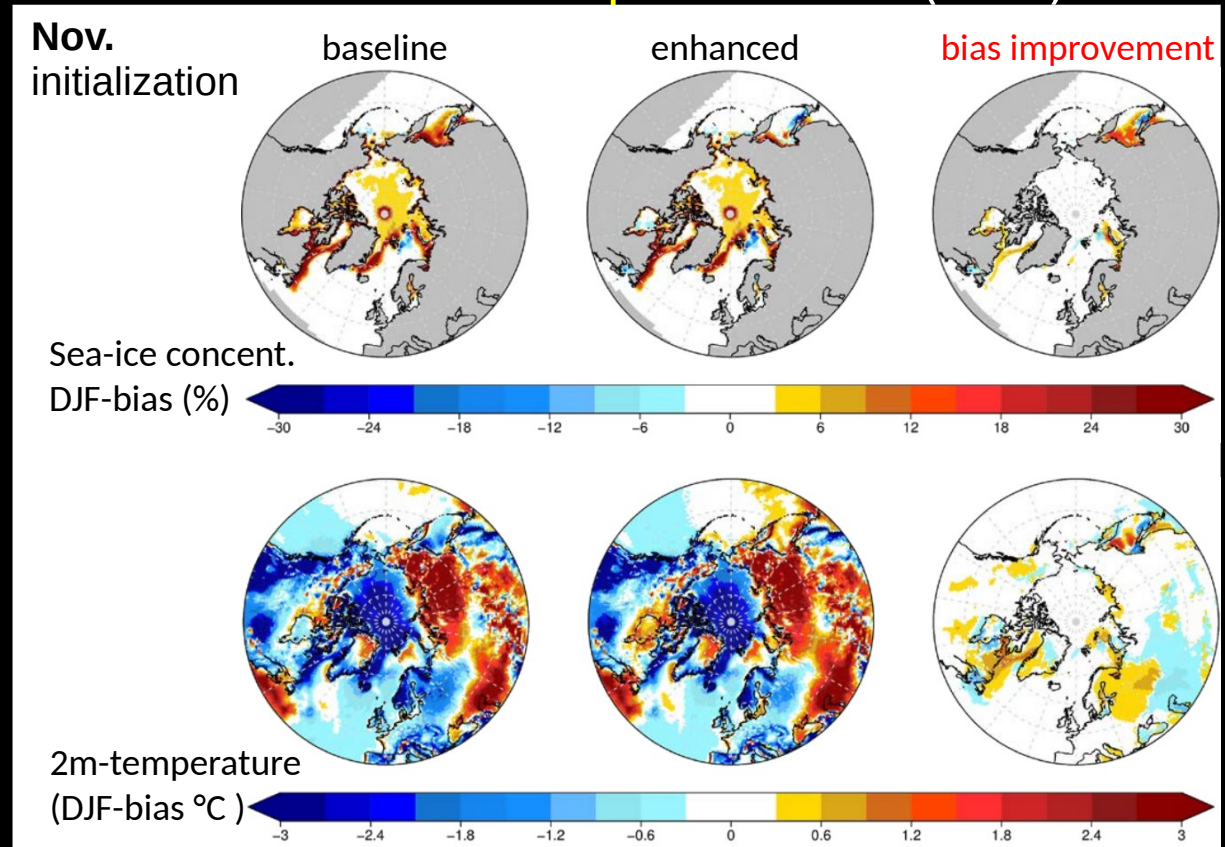 Nov.
initialization
baseline
enhanced
bias improvement
Sea-ice concent.
DJF-bias (%)
−30 −24 −18 −12 −6 0 6 12 18 24 30
2m-temperature
(DJF-bias °C )
−3 −2.4 −1.8 −1.2 −0.6 0 0.6 1.2 1.8 2.4 3